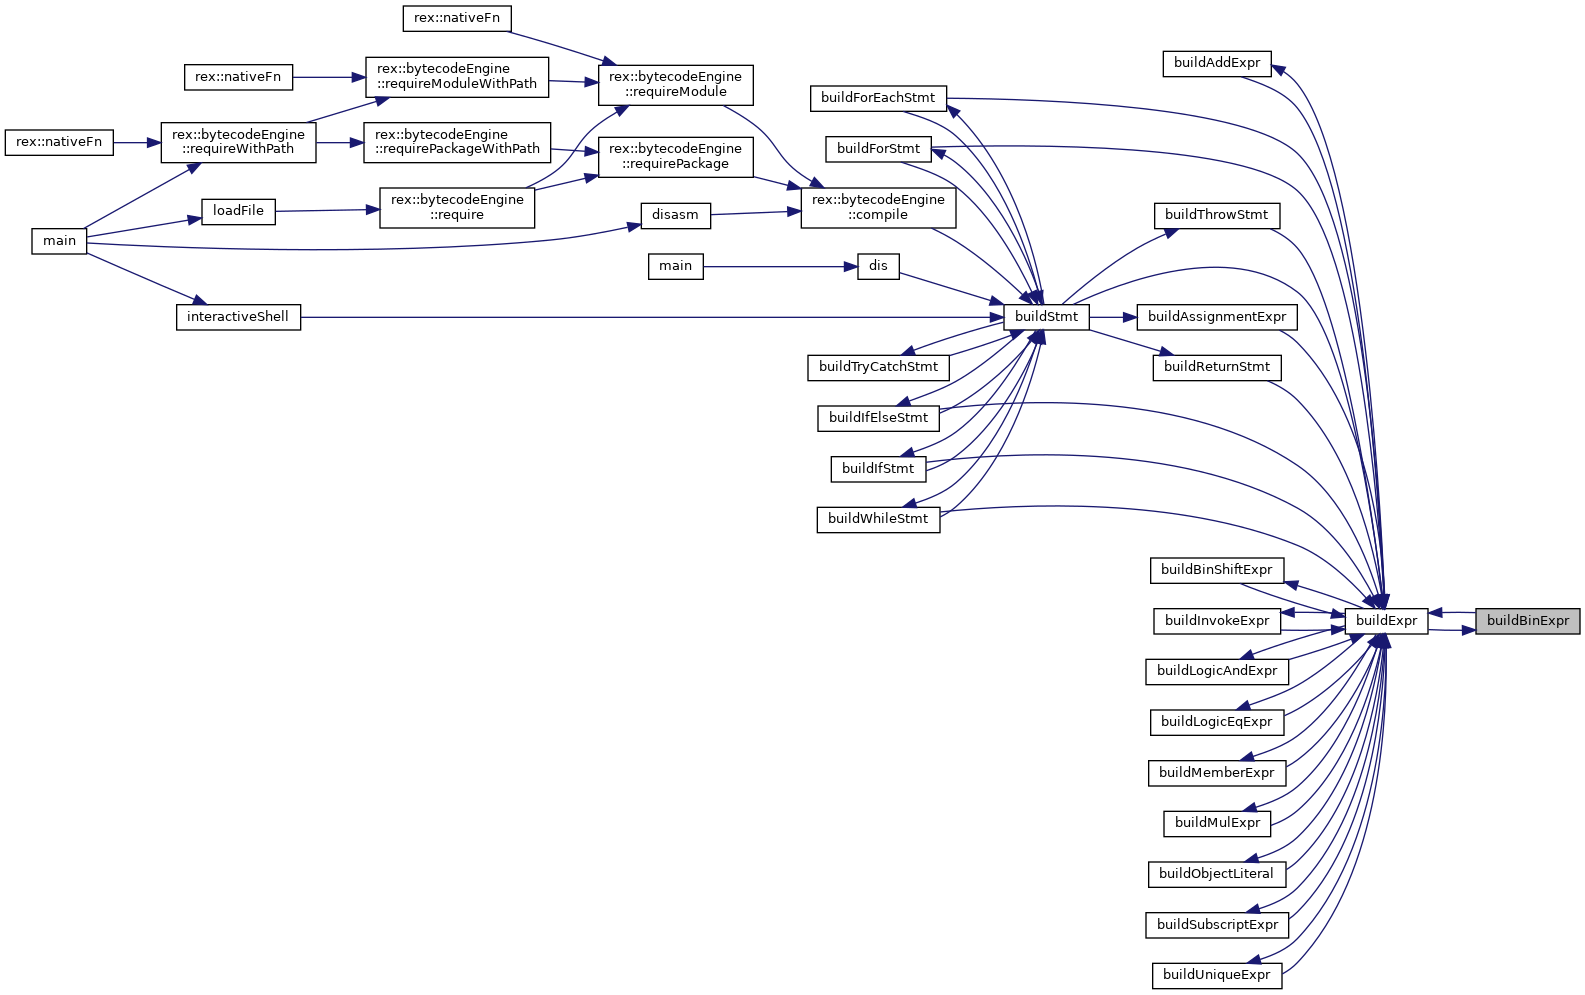 rex::nativeFn
rex::nativeFn
rex::bytecodeEngine
::requireModuleWithPath
rex::bytecodeEngine
::requireModule
rex::nativeFn
rex::bytecodeEngine
::requireWithPath
rex::bytecodeEngine
::requirePackageWithPath
rex::bytecodeEngine
::requirePackage
main
loadFile
rex::bytecodeEngine
::require
disasm
rex::bytecodeEngine
::compile
main
dis
interactiveShell
buildForEachStmt
buildForStmt
buildStmt
buildTryCatchStmt
buildIfElseStmt
buildIfStmt
buildWhileStmt
buildAddExpr
buildThrowStmt
buildAssignmentExpr
buildReturnStmt
buildBinShiftExpr
buildInvokeExpr
buildExpr
buildBinExpr
buildLogicAndExpr
buildLogicEqExpr
buildMemberExpr
buildMulExpr
buildObjectLiteral
buildSubscriptExpr
buildUniqueExpr